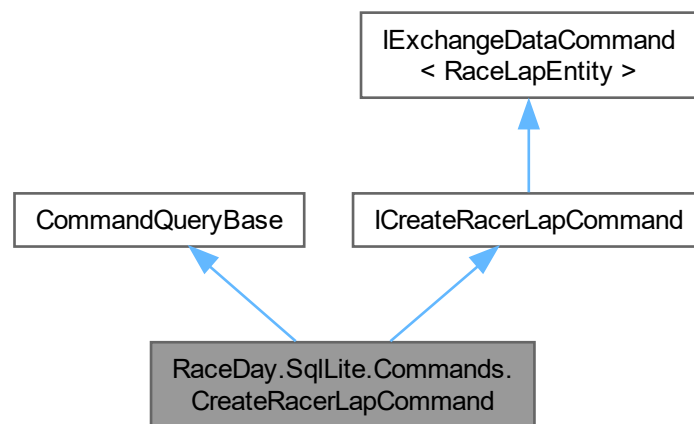 IExchangeDataCommand
< RaceLapEntity >
CommandQueryBase
ICreateRacerLapCommand
RaceDay.SqlLite.Commands.
CreateRacerLapCommand